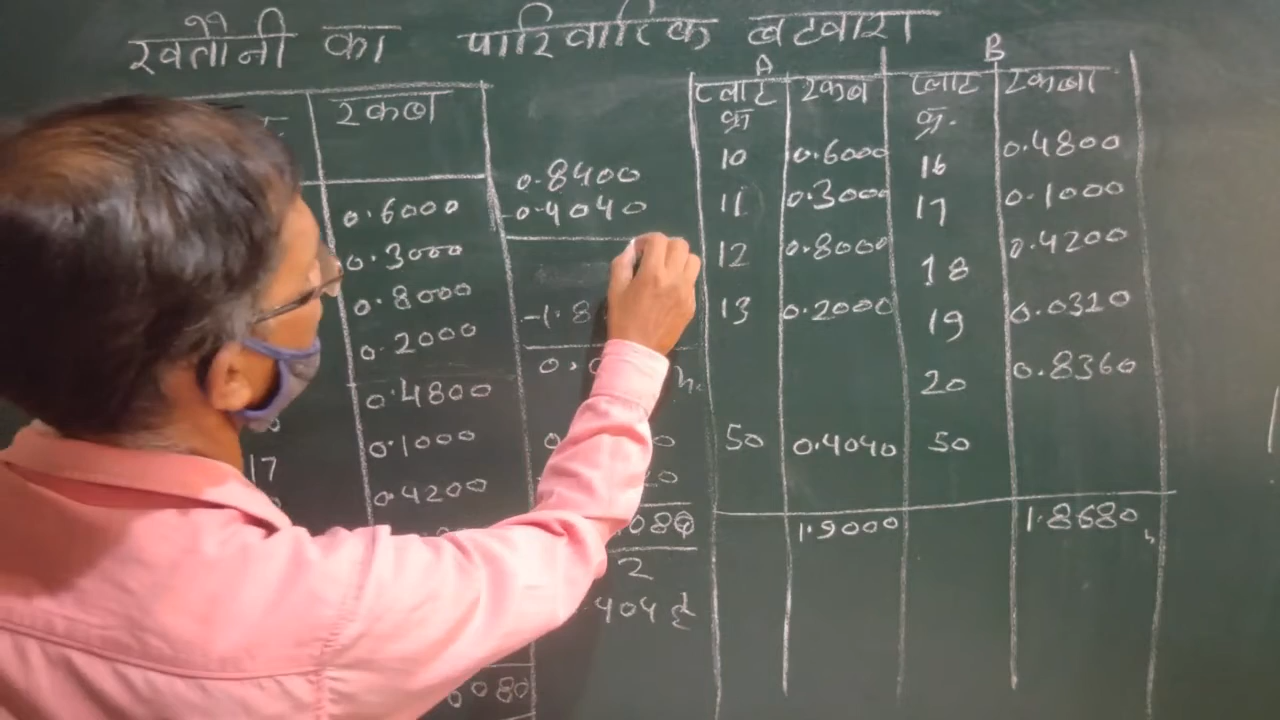 ११
खतौनी का पारिवारिक बटवारा
रकबा
0.6000
0.3000
0.8000
0.2000
0.4800
0.1000
17
0.4200
0.8400
-0.4040
2
A B
प्लाट क्र रकबा प्लाट क्र. रकबा
10 0.6000 16 0.4800
11 0.3000 17 0.1000
12 0.8000 18 0.4200
13 0.2000 19 0.0320
20 0.8360
50 0.4040 50
1.9000 1.8680